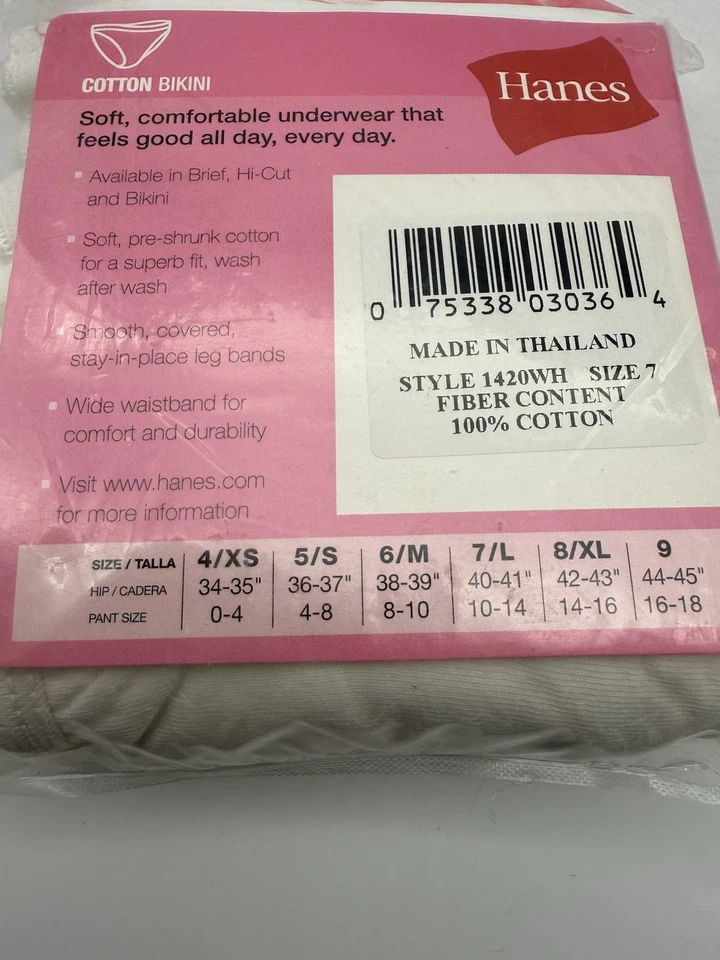 COTTON BIKINI
Hanes
Soft, comfortable underwear that
feels good all day, every day.
Available in Brief, Hi-Cut
and Bikini
Soft, pre-shrunk cotton
for a superb fit, wash
after wash
Smooth, covered,
stay-in-place leg bands
Wide waistband for
comfort and durability
Visit www.hanes.com
for more information
0 75338 03036 4
MADE IN THAILAND
STYLE 1420WH SIZE 7
FIBER CONTENT
100% COTTON
SIZE / TALLA 4/XS 5/S 6/M 7/L 8/XL 9
HIP / CADERA 34-35" 36-37" 38-39" 40-41" 42-43" 44-45"
PANT SIZE 0-4 4-8 8-10 10-14 14-16 16-18